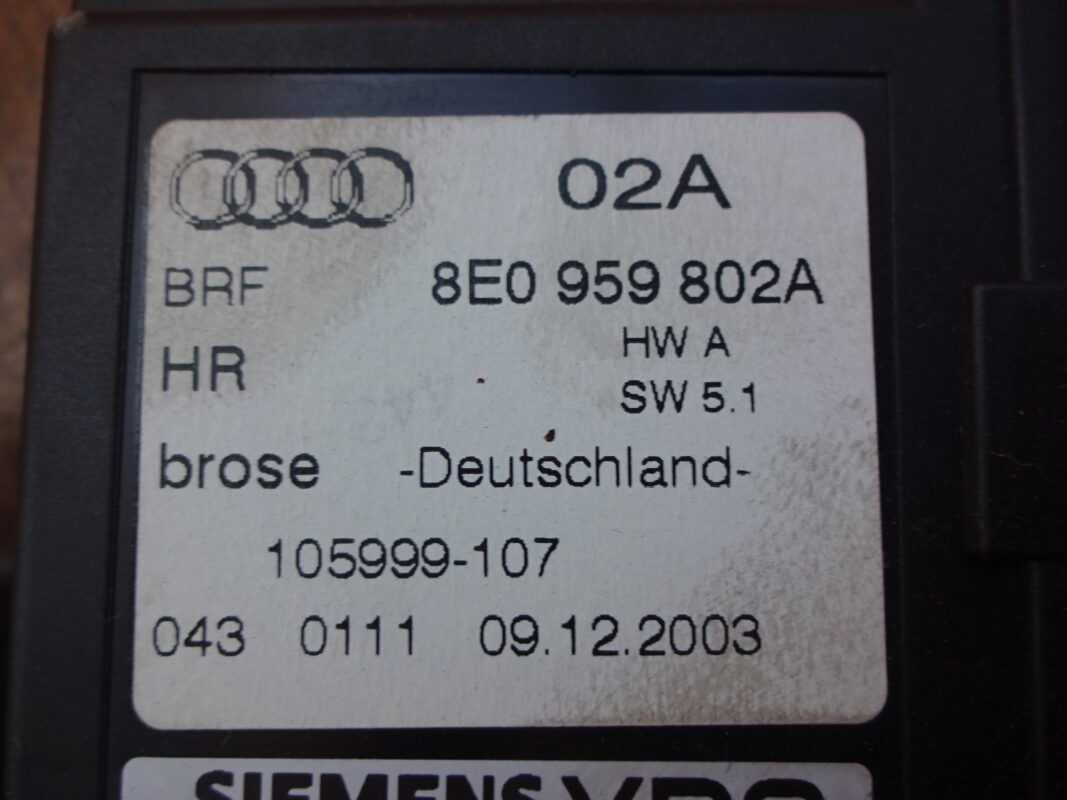 02A
BRF 8E0 959 802A
HR HW A
SW 5.1
brose -Deutschland-
105999-107
043 0111 09.12.2003
SIEMENS VDO